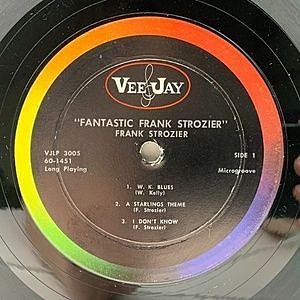 VEE JAY
"FANTASTIC FRANK STROZIER"
FRANK STROZIER
VJLP 3005
60-1451
Long Playing
SIDE 1
Microgroove
1. W. K. BLUES
(W. Kelly)
2. A STARLINGS THEME
(F. Strozier)
3. I DON'T KNOW
(F. Strozier)